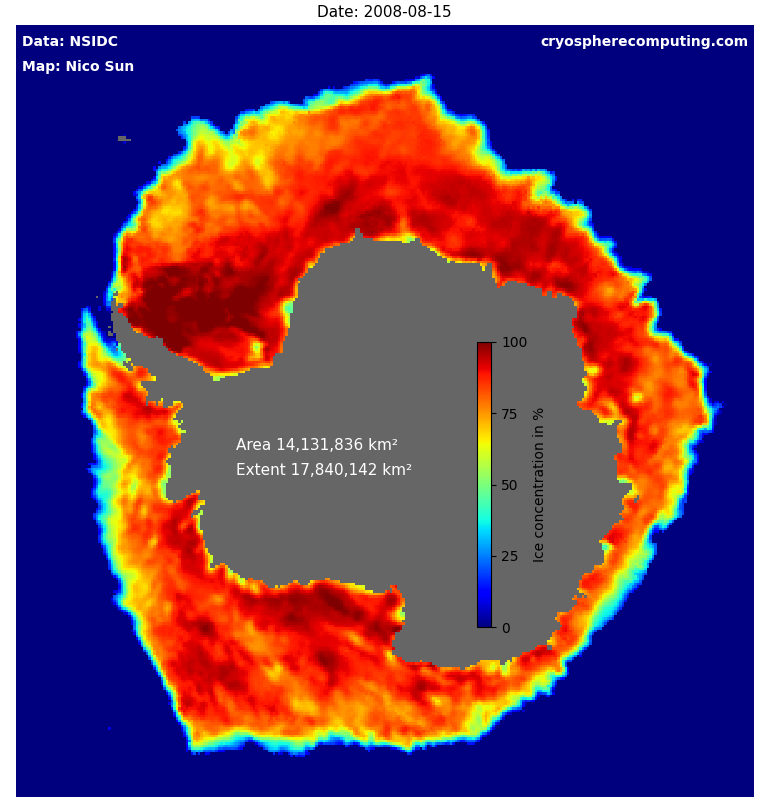 Date: 2008-08-15
Data: NSIDC
cryospherecomputing.com
Map: Nico Sun
Area 14,131,836 km²
Extent 17,840,142 km²
100
75
50
25
0
Ice concentration in %